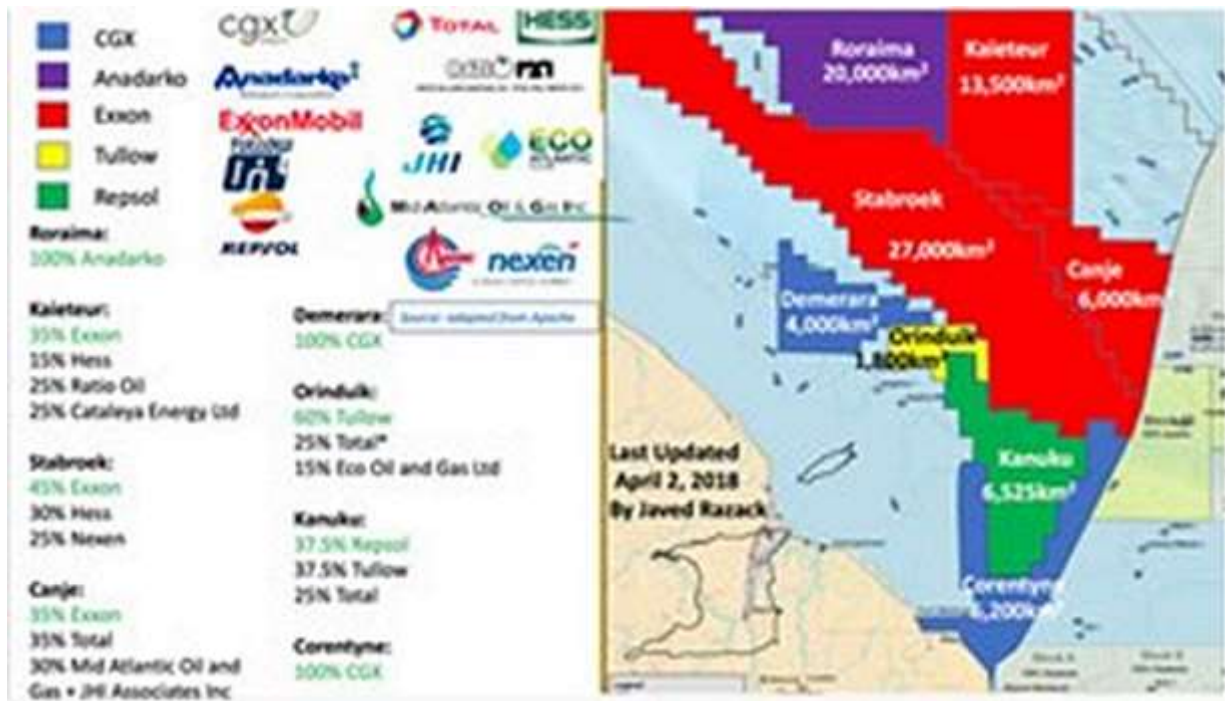 CGX
Anadarko
Exxon
Tullow
Repsol
cgx
Anadarko
ExxonMobil
REPSOL
TOTAL
HESS
JHI
ECO
ATLANTIC
Mid Atlantic Oil & Gas Inc
nexen
Source: adapted from Apache
Roraima:
100% Anadarko
Kaieteur:
35% Exxon
15% Hess
25% Ratio Oil
25% Cataleya Energy Ltd
Stabroek:
45% Exxon
30% Hess
25% Nexen
Canje:
35% Exxon
35% Total
30% Mid Atlantic Oil and
Gas + JHI Associates Inc
Demerara:
100% CGX
Orinduik:
60% Tullow
25% Total*
15% Eco Oil and Gas Ltd
Kanuku:
37.5% Repsol
37.5% Tullow
25% Total
Corentyne:
100% CGX
Roraima
20,000km²
Kaieteur
13,500km²
Stabroek
27,000km²
Canje
6,000km
Demerara
4,000km²
Orinduik
1,800km²
Kanuku
6,525km²
Corentyne
Last Updated
April 2, 2018
By Javed Razack